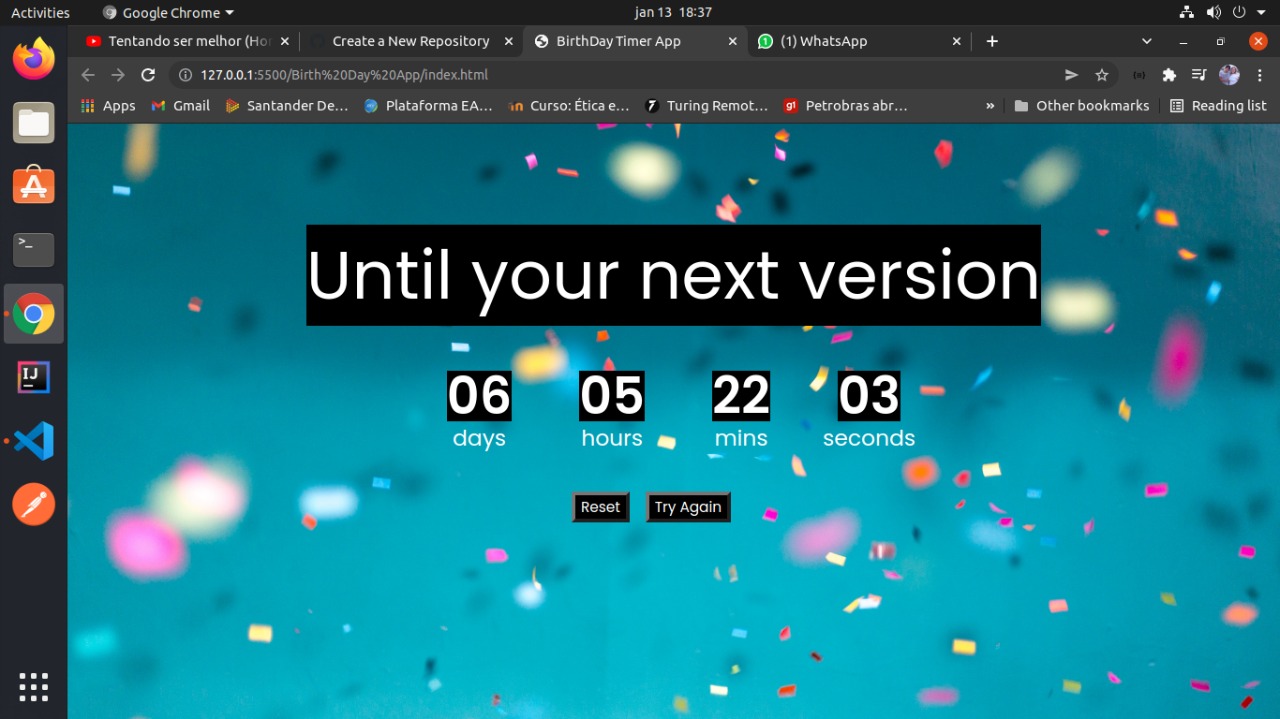 Activities Google Chrome jan 13 18:37
Tentando ser melhor (Ho Create a New Repository BirthDay Timer App (1) WhatsApp
127.0.0.1:5500/Birth%20Day%20App/index.html
Apps Gmail Santander De… Plataforma EA… Curso: Ética e… Turing Remot… Petrobras abr… » Other bookmarks Reading list
Until your next version
06 05 22 03
days hours mins seconds
Reset Try Again